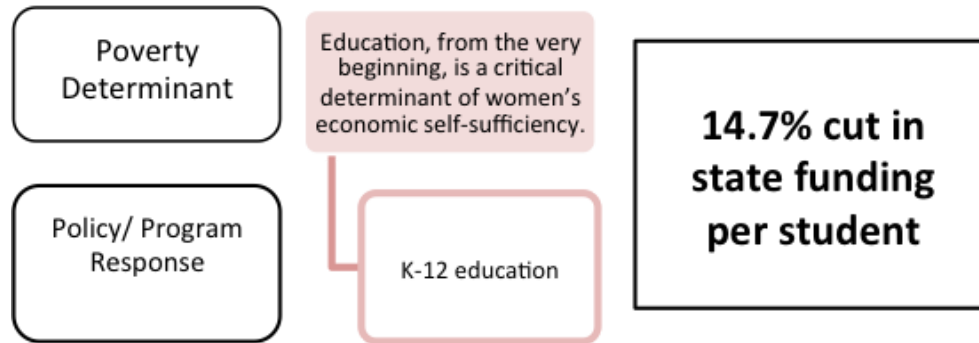 Poverty
Determinant
Education, from the very
beginning, is a critical
determinant of women's
economic self-sufficiency.
14.7% cut in
state funding
per student
Policy/ Program
Response
K-12 education